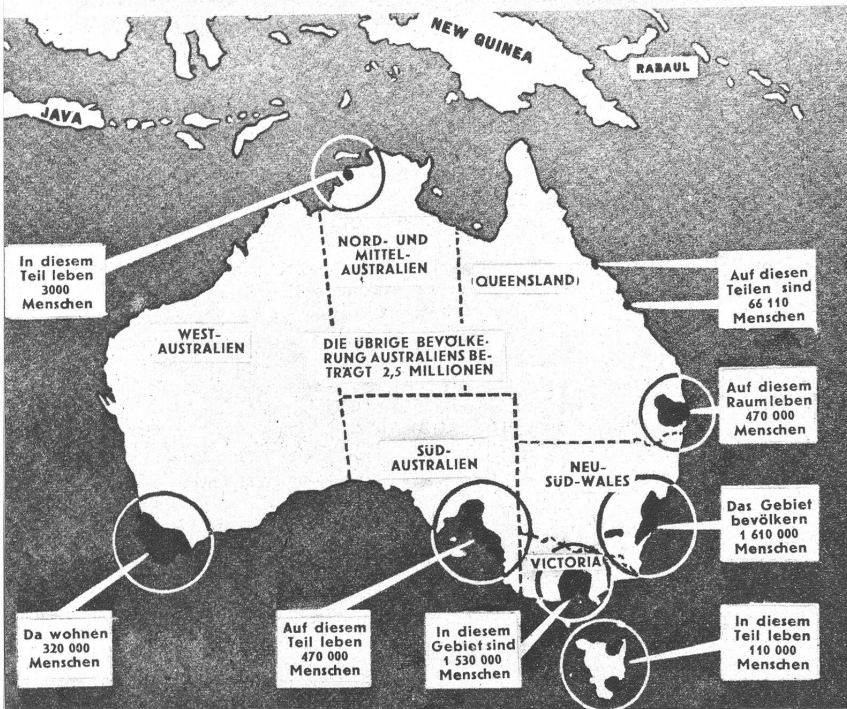 NEW GUINEA
RABAUL
JAVA
In diesem
Teil leben
3000
Menschen
NORD- UND
MITTEL-
AUSTRALIEN
(QUEENSLAND)
Auf diesen
Teilen sind
66 110
Menschen
WEST-
AUSTRALIEN
DIE ÜBRIGE BEVÖLKE-
RUNG AUSTRALIENS BE-
TRÄGT 2,5 MILLIONEN
Auf diesem
Raum leben
470 000
Menschen
SÜD-
AUSTRALIEN
NEU-
SÜD-WALES
Das Gebiet
bevölkern
1 610 000
Menschen
VICTORIA
Da wohnen
320 000
Menschen
Auf diesem
Teil leben
470 000
Menschen
In diesem
Gebiet sind
1 530 000
Menschen
In diesem
Teil leben
110 000
Menschen